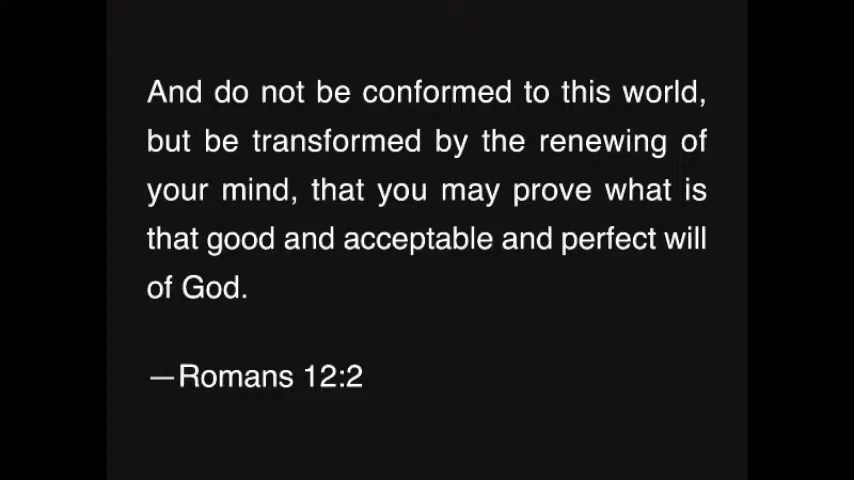 And do not be conformed to this world,
but be transformed by the renewing of
your mind, that you may prove what is
that good and acceptable and perfect will
of God.
—Romans 12:2